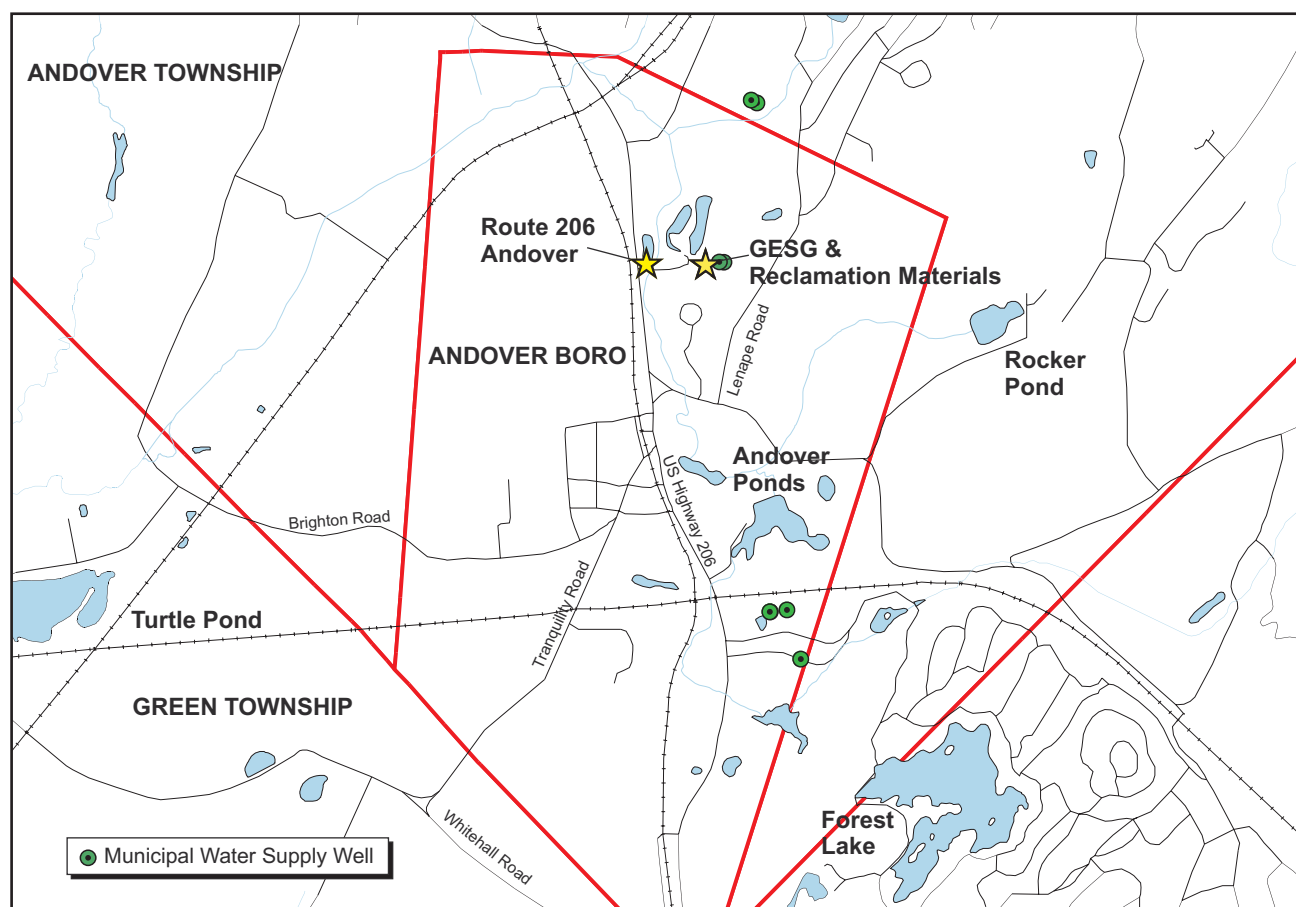 ANDOVER TOWNSHIP
Route 206
Andover
GESG &
Reclamation Materials
ANDOVER BORO
Lenape Road
Rocker
Pond
Andover
Ponds
US Highway 206
Brighton Road
Tranquility Road
Turtle Pond
GREEN TOWNSHIP
Whitehall Road
Forest
Lake
Municipal Water Supply Well